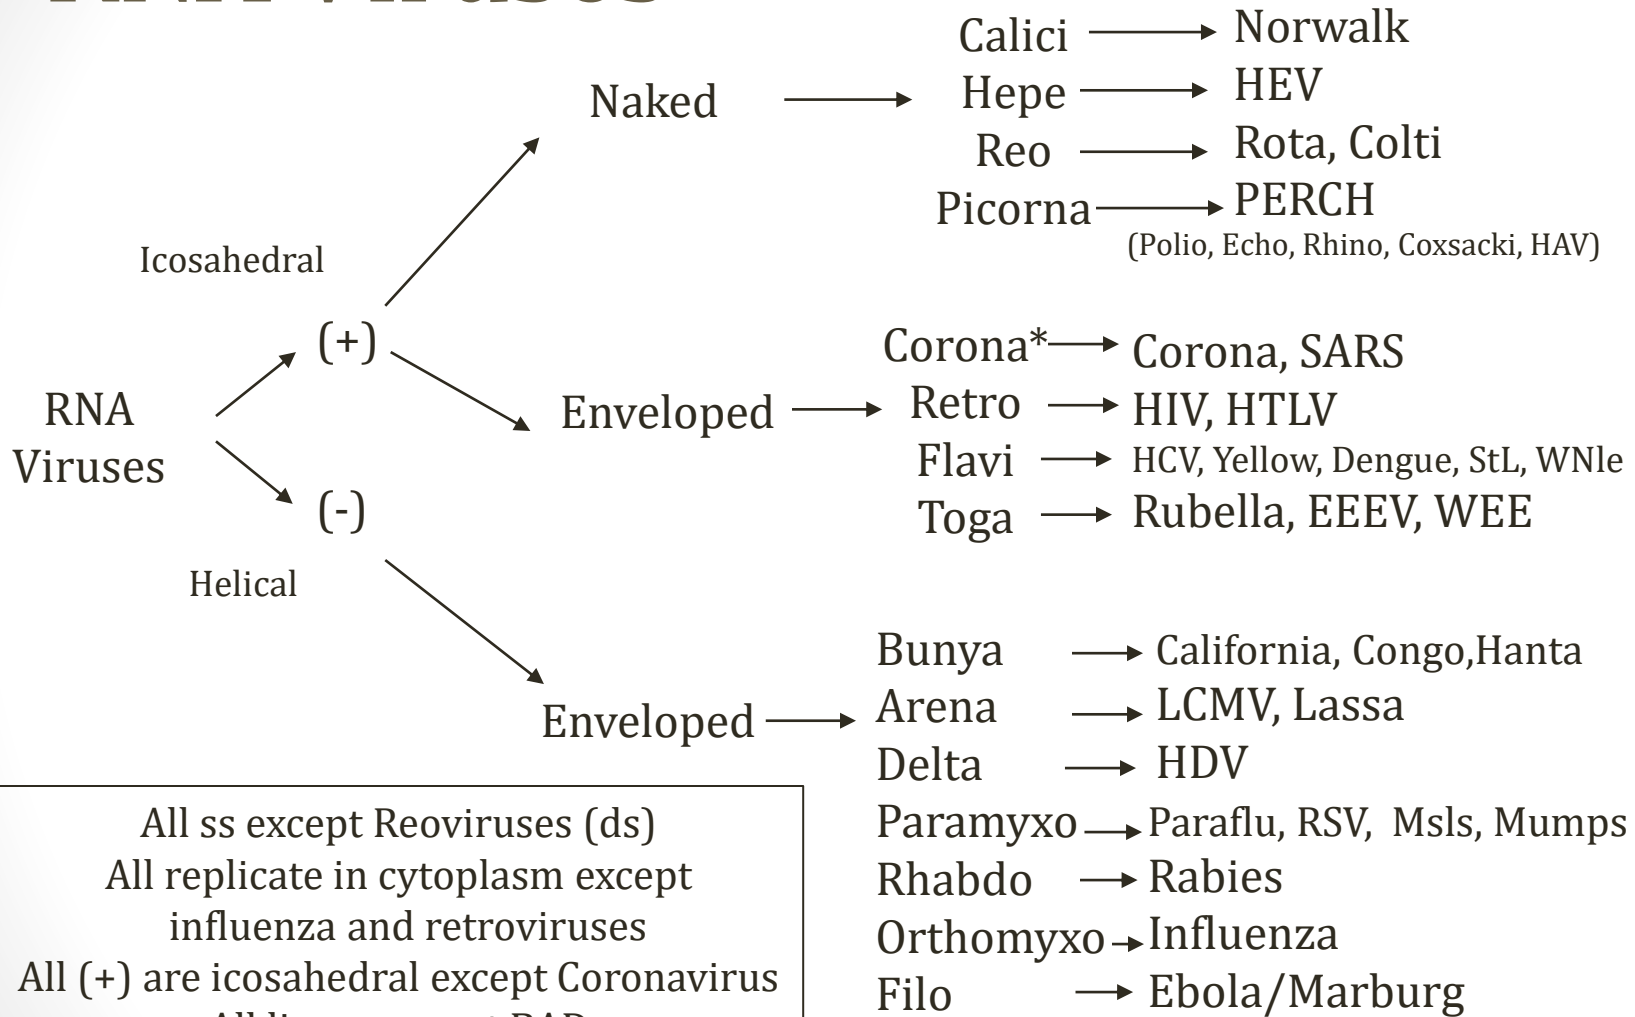 RNA Viruses
Calici → Norwalk
Naked → Hepe → HEV
Reo → Rota, Colti
Picorna → PERCH
(Polio, Echo, Rhino, Coxsacki, HAV)
Icosahedral
(+)
Corona* → Corona, SARS
RNA
Viruses
Enveloped → Retro → HIV, HTLV
Flavi → HCV, Yellow, Dengue, StL, WNle
Toga → Rubella, EEEV, WEE
(-)
Helical
Enveloped →
Bunya → California, Congo,Hanta
Arena → LCMV, Lassa
Delta → HDV
Paramyxo → Paraflu, RSV, Msls, Mumps
Rhabdo → Rabies
Orthomyxo → Influenza
Filo → Ebola/Marburg
All ss except Reoviruses (ds)
All replicate in cytoplasm except
influenza and retroviruses
All (+) are icosahedral except Coronavirus